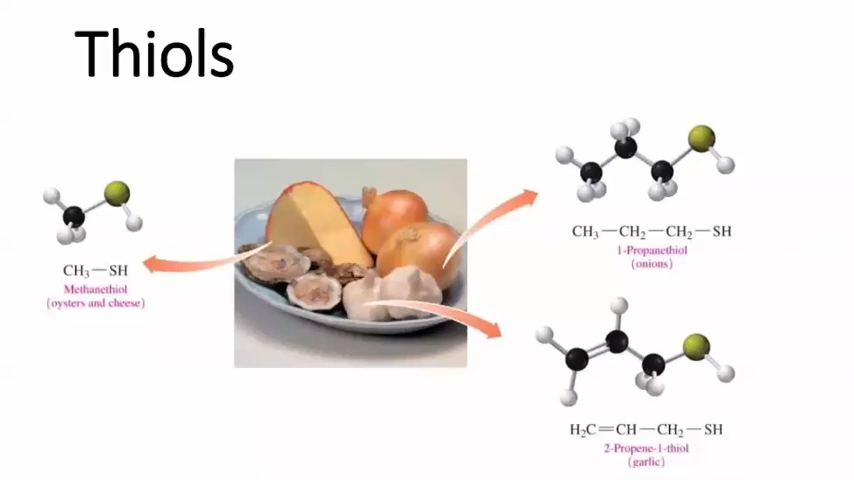 Thiols
CH₃—SH
Methanethiol
(oysters and cheese)
CH₃—CH₂—CH₂—SH
1-Propanethiol
(onions)
H₂C=CH—CH₂—SH
2-Propene-1-thiol
(garlic)